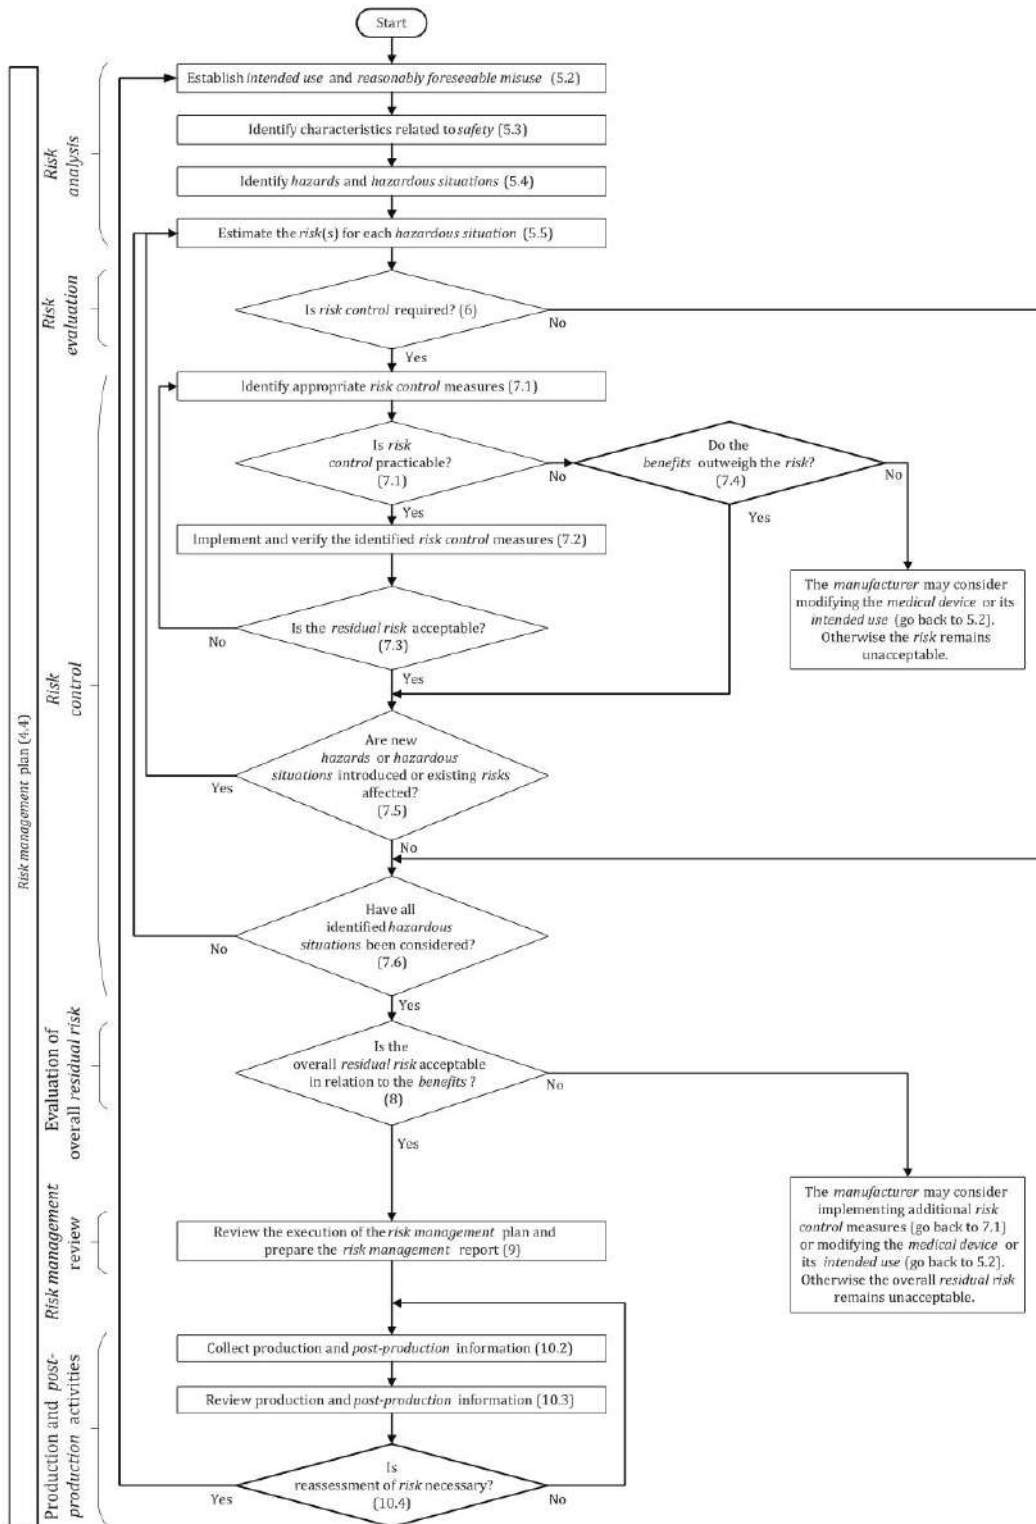 Start
Risk management plan (4.4)
Risk
analysis
Establish intended use and reasonably foreseeable misuse (5.2)
Identify characteristics related to safety (5.3)
Identify hazards and hazardous situations (5.4)
Estimate the risk(s) for each hazardous situation (5.5)
Risk
evaluation
Is risk control required? (6)
No
Yes
Risk
control
Identify appropriate risk control measures (7.1)
Is risk
control practicable?
(7.1)
No
Yes
Do the
benefits outweigh the risk?
(7.4)
No
Yes
Implement and verify the identified risk control measures (7.2)
The manufacturer may consider
modifying the medical device or its
intended use (go back to 5.2).
Otherwise the risk remains
unacceptable.
Is the residual risk acceptable?
(7.3)
No
Yes
Are new
hazards or hazardous
situations introduced or existing risks
affected?
(7.5)
Yes
No
Have all
identified hazardous
situations been considered?
(7.6)
No
Yes
Evaluation of
overall residual risk
Is the
overall residual risk acceptable
in relation to the benefits ?
(8)
No
Yes
The manufacturer may consider
implementing additional risk
control measures (go back to 7.1)
or modifying the medical device or
its intended use (go back to 5.2).
Otherwise the overall residual risk
remains unacceptable.
Risk management
review
Review the execution of the risk management plan and
prepare the risk management report (9)
Production and post-
production activities
Collect production and post-production information (10.2)
Review production and post-production information (10.3)
Is
reassessment of risk necessary?
(10.4)
Yes
No